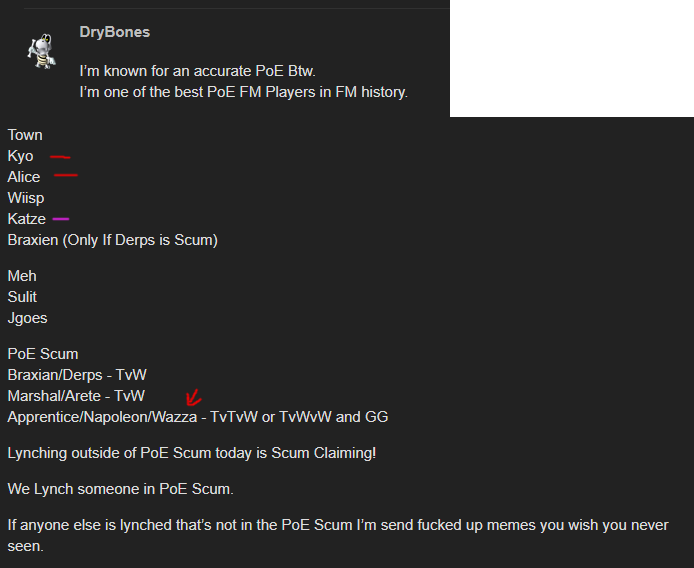 DryBones
I'm known for an accurate PoE Btw.
I'm one of the best PoE FM Players in FM history.
Town
Kyo
Alice
Wiisp
Katze
Braxien (Only If Derps is Scum)
Meh
Sulit
Jgoes
PoE Scum
Braxian/Derps - TvW
Marshal/Arete - TvW
Apprentice/Napoleon/Wazza - TvTvW or TvWvW and GG
Lynching outside of PoE Scum today is Scum Claiming!
We Lynch someone in PoE Scum.
If anyone else is lynched that's not in the PoE Scum I'm send fucked up memes you wish you never
seen.